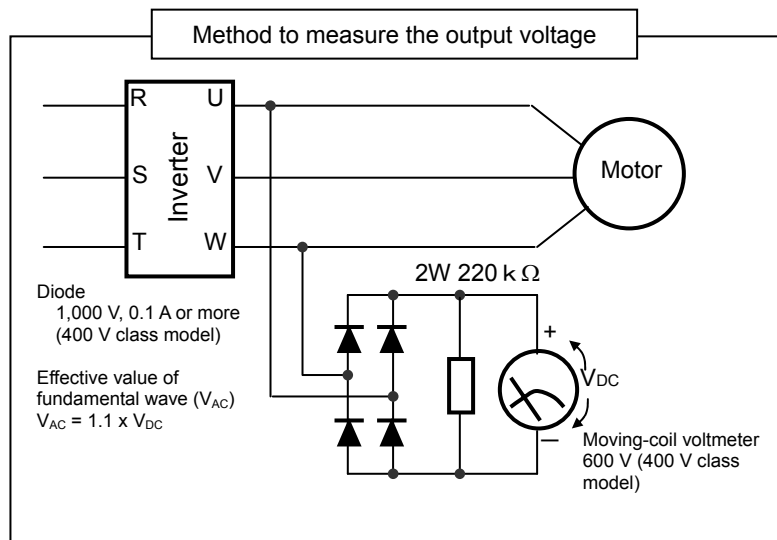 Method to measure the output voltage
R
U
S
V
T
W
Inverter
Motor
Diode
1,000 V, 0.1 A or more
(400 V class model)
Effective value of
fundamental wave (VAC)
VAC = 1.1 x VDC
2W 220 k Ω
+
VDC
−
Moving-coil voltmeter
600 V (400 V class
model)